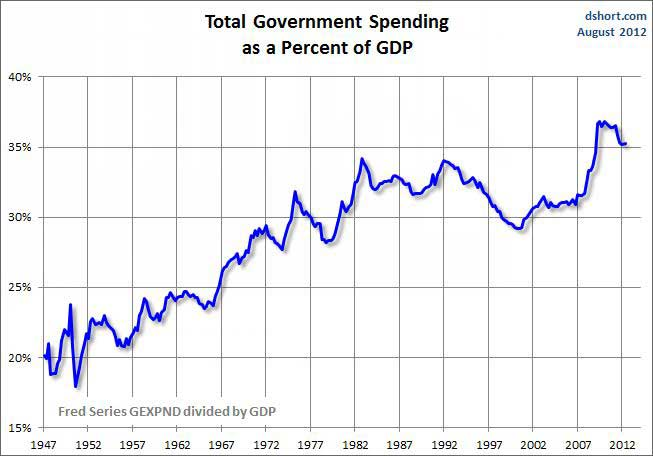 Total Government Spending
as a Percent of GDP
dshort.com
August 2012
40%
35%
30%
25%
20%
15%
Fred Series GEXPND divided by GDP
1947 1952 1957 1962 1967 1972 1977 1982 1987 1992 1997 2002 2007 2012